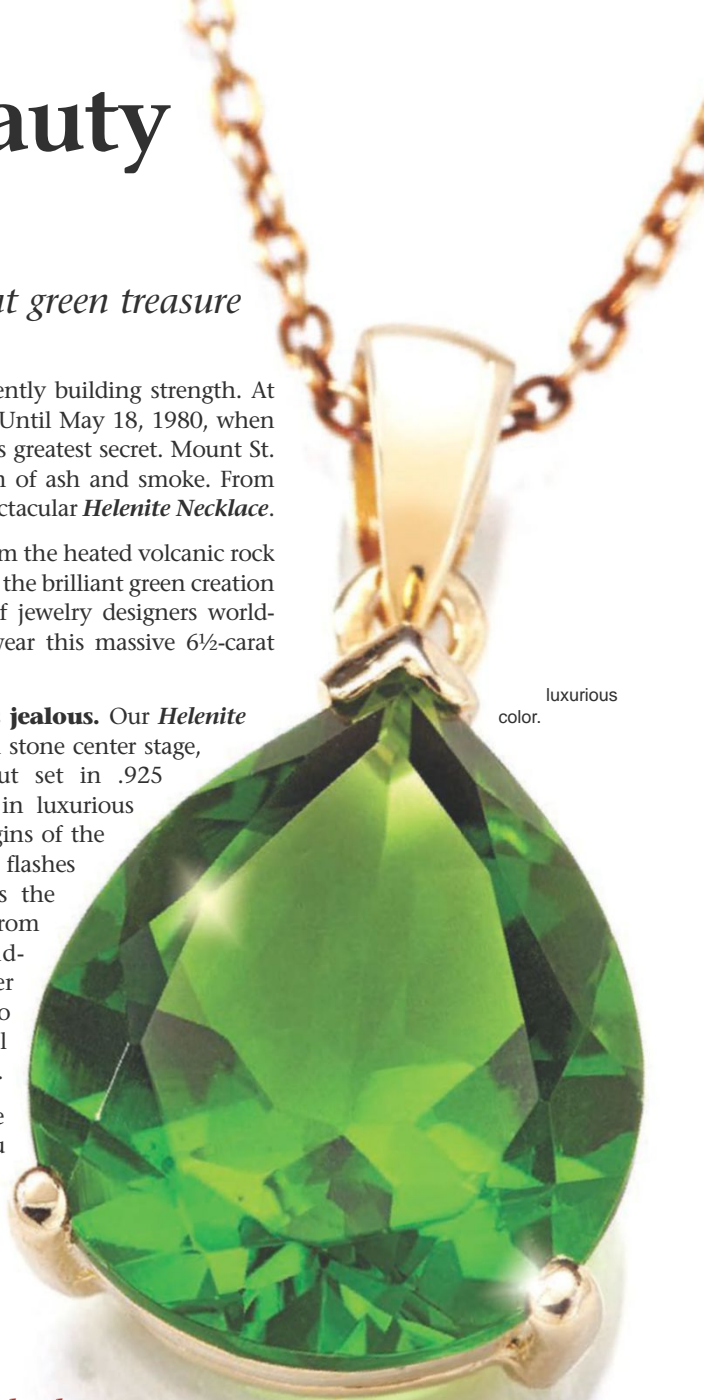 auty
at green treasure
ently building strength. At
Until May 18, 1980, when
s greatest secret. Mount St.
n of ash and smoke. From
ctacular Helenite Necklace.
m the heated volcanic rock
the brilliant green creation
f jewelry designers world-
wear this massive 6½-carat
jealous. Our Helenite
stone center stage,
ut set in .925
in luxurious
gins of the
flashes
s the
rom
d-
er
o
l
.
e
u
luxurious
color.